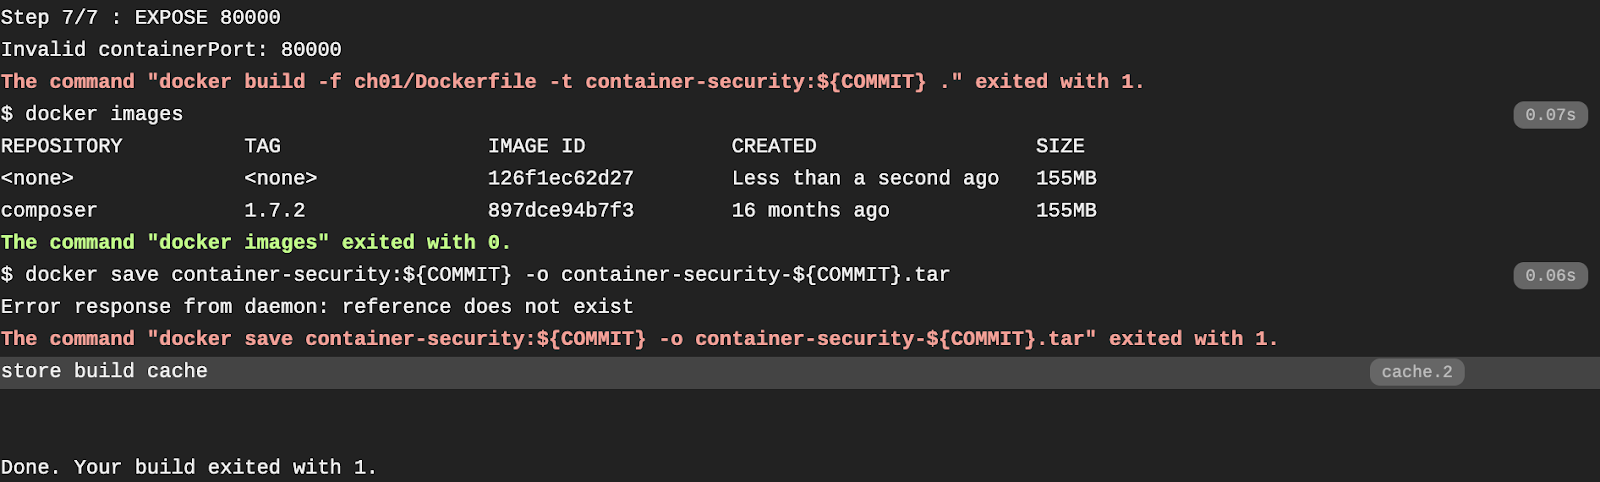 Step 7/7 : EXPOSE 80000
Invalid containerPort: 80000
The command "docker build -f ch01/Dockerfile -t container-security:${COMMIT} ." exited with 1.
$ docker images 0.07s
REPOSITORY TAG IMAGE ID CREATED SIZE
<none> <none> 126f1ec62d27 Less than a second ago 155MB
composer 1.7.2 897dce94b7f3 16 months ago 155MB
The command "docker images" exited with 0.
$ docker save container-security:${COMMIT} -o container-security-${COMMIT}.tar 0.06s
Error response from daemon: reference does not exist
The command "docker save container-security:${COMMIT} -o container-security-${COMMIT}.tar" exited with 1.
store build cache cache.2
Done. Your build exited with 1.